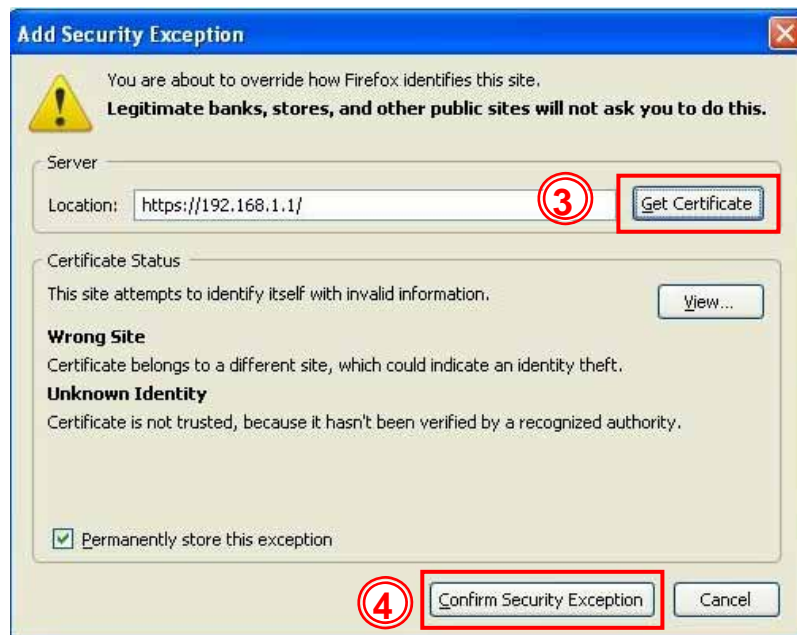 Add Security Exception
You are about to override how Firefox identifies this site.
Legitimate banks, stores, and other public sites will not ask you to do this.
Server
Location: https://192.168.1.1/ 3 Get Certificate
Certificate Status
This site attempts to identify itself with invalid information. View...
Wrong Site
Certificate belongs to a different site, which could indicate an identity theft.
Unknown Identity
Certificate is not trusted, because it hasn't been verified by a recognized authority.
Permanently store this exception
4 Confirm Security Exception Cancel